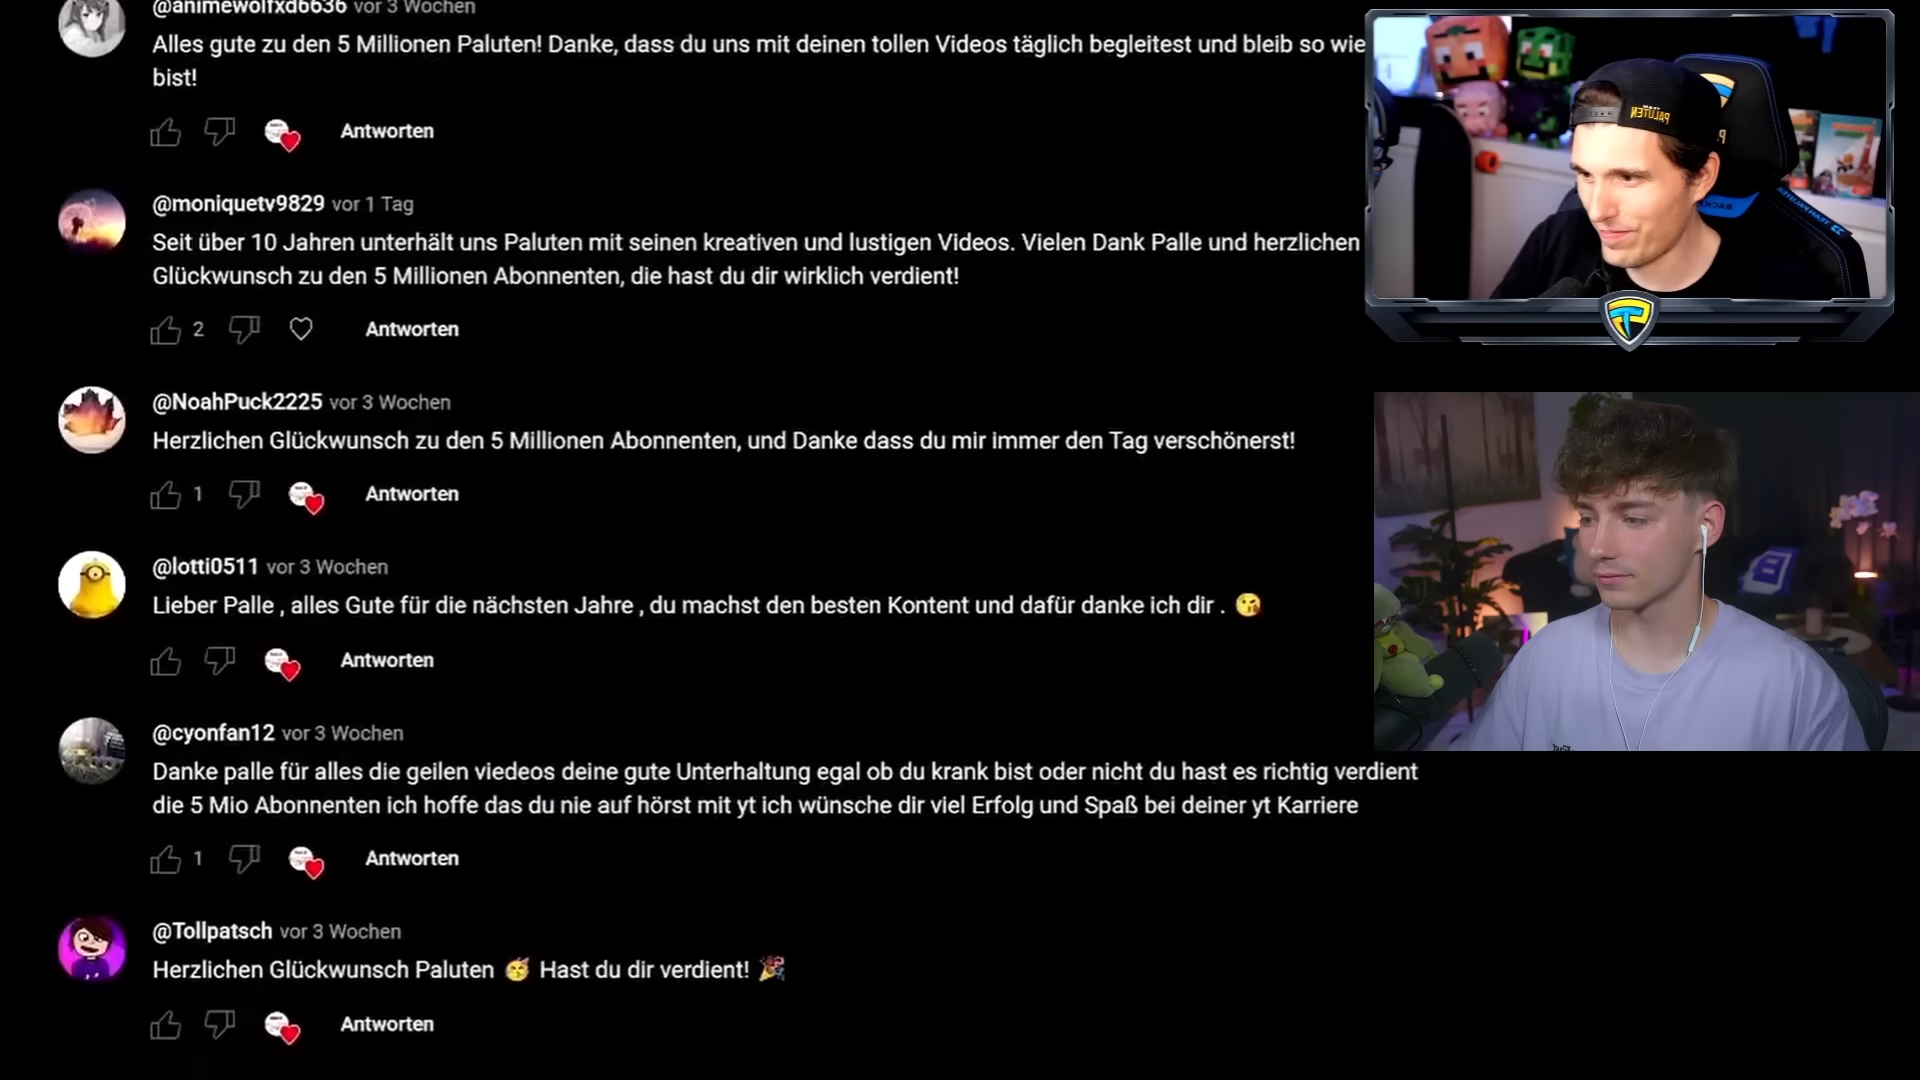 @animewolfxd6636 vor 3 Wochen
Alles gute zu den 5 Millionen Paluten! Danke, dass du uns mit deinen tollen Videos täglich begleitest und bleib so wie
bist!
Antworten
@moniquetv9829 vor 1 Tag
Seit über 10 Jahren unterhält uns Paluten mit seinen kreativen und lustigen Videos. Vielen Dank Palle und herzlichen
Glückwunsch zu den 5 Millionen Abonnenten, die hast du dir wirklich verdient!
2 Antworten
@NoahPuck2225 vor 3 Wochen
Herzlichen Glückwunsch zu den 5 Millionen Abonnenten, und Danke dass du mir immer den Tag verschönerst!
1 Antworten
@lotti0511 vor 3 Wochen
Lieber Palle , alles Gute für die nächsten Jahre , du machst den besten Kontent und dafür danke ich dir . 😘
Antworten
@cyonfan12 vor 3 Wochen
Danke palle für alles die geilen viedeos deine gute Unterhaltung egal ob du krank bist oder nicht du hast es richtig verdient
die 5 Mio Abonnenten ich hoffe das du nie auf hörst mit yt ich wünsche dir viel Erfolg und Spaß bei deiner yt Karriere
1 Antworten
@Tollpatsch vor 3 Wochen
Herzlichen Glückwunsch Paluten 🥳 Hast du dir verdient! 🎉
Antworten
TEAM
PALUTEN